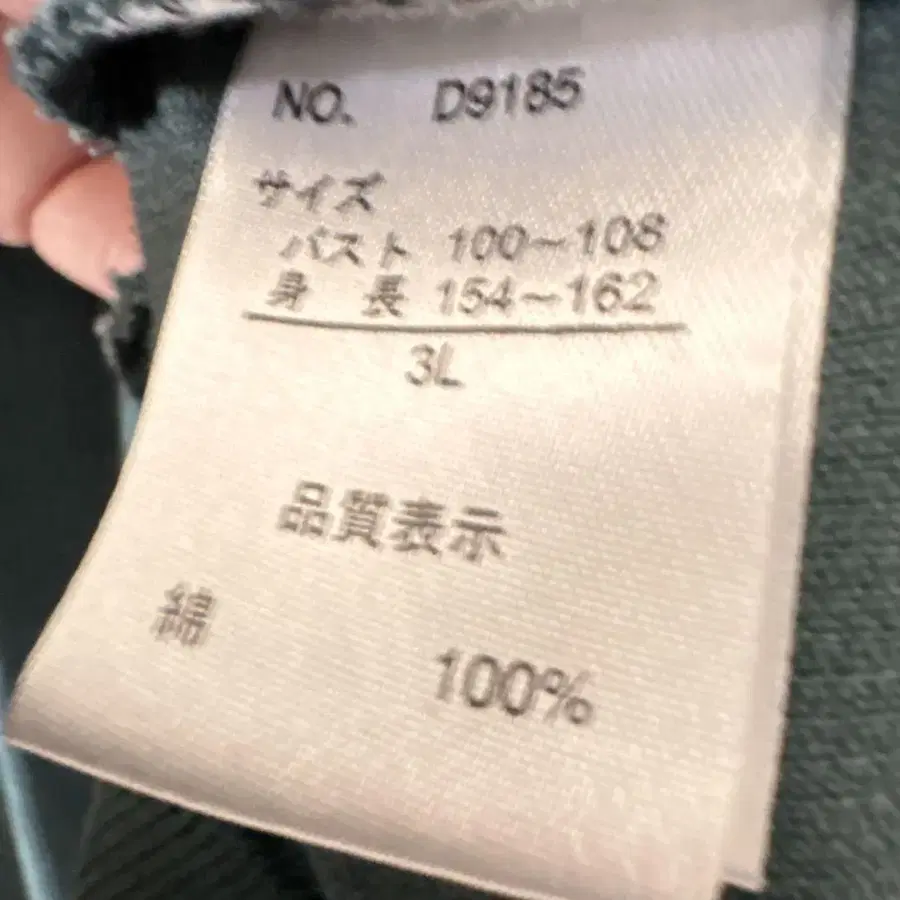 NO. D9185
サイズ
バスト 100~108
身 長 154~162
3L
品質表示
綿
100%